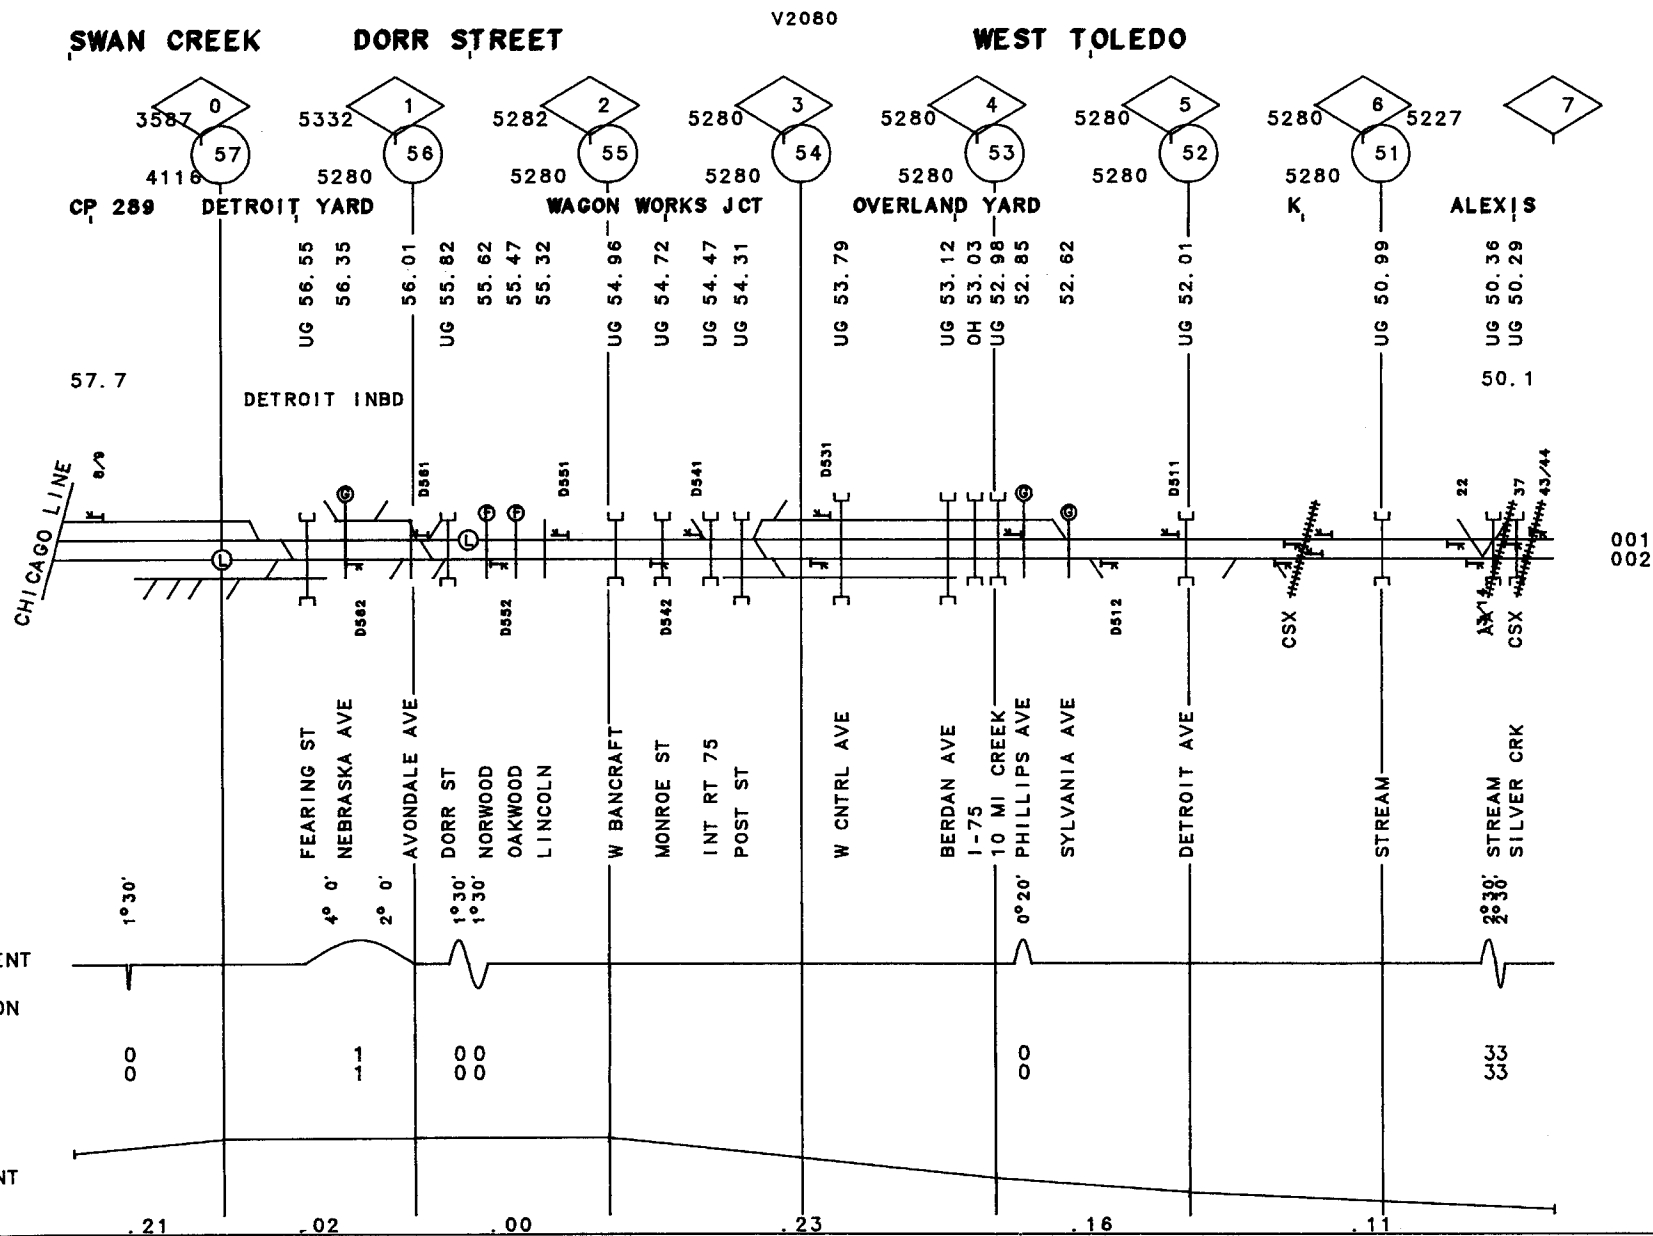 V2080
SWAN CREEK DORR STREET WEST TOLEDO
0 1 2 3 4 5 6 7
3587 5332 5282 5280 5280 5280 5280 5227
57 56 55 54 53 52 51
4116 5280 5280 5280 5280 5280 5280
CP 289 DETROIT YARD WAGON WORKS JCT OVERLAND YARD K ALEXIS
UG 56.55
56.35
56.01
UG 55.82
55.62
55.47
55.32
UG 54.96
UG 54.72
UG 54.47
UG 54.31
UG 53.79
UG 53.12
OH 53.03
UG 52.98
52.85
52.62
UG 52.01
UG 50.99
UG 50.36
UG 50.29
57.7 50.1
DETROIT INBD
CHICAGO LINE
8/9
G
D561
L
F
F
D551
D541
D531
G
G
D511
22
37
43/44
001
002
L
D562
D552
D542
D512
CSX
CSX
FEARING ST
NEBRASKA AVE
AVONDALE AVE
DORR ST
NORWOOD
OAKWOOD
LINCOLN
W BANCRAFT
MONROE ST
INT RT 75
POST ST
W CNTRL AVE
BERDAN AVE
I-75
10 MI CREEK
PHILLIPS AVE
SYLVANIA AVE
DETROIT AVE
STREAM
STREAM
SILVER CRK
1°30'
4° 0'
2° 0'
1°30'
1°30'
0°20'
2°30'
2°30'
0 1 0 0 0 33
0 1 0 0 0 33
.21 .02 .00 .23 .16 .11